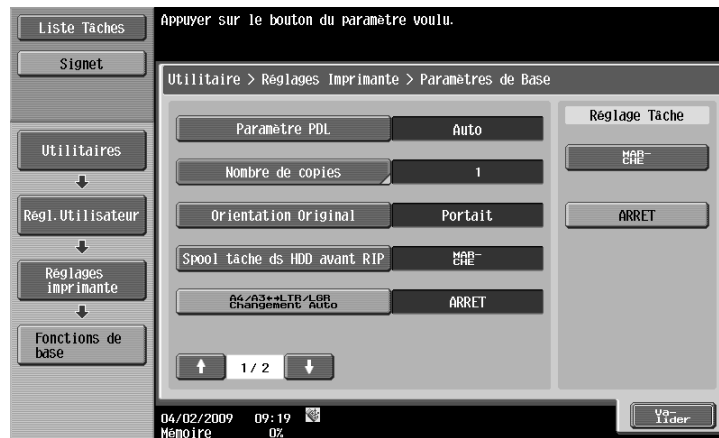 Liste Tâches
Appuyer sur le bouton du paramètre voulu.
Signet
Utilitaire > Réglages Imprimante > Paramètres de Base
Utilitaires
Régl.Utilisateur
Réglages
imprimante
Fonctions de
base
Paramètre PDL
Auto
Nombre de copies
1
Orientation Original
Portait
Spool tâche ds HDD avant RIP
MAR-
CHE
A4/A3↔LTR/LGR
Changement Auto
ARRET
1/ 2
Réglage Tâche
MAR-
CHE
ARRET
04/02/2009 09:19
Mémoire 0%
Va-
lider